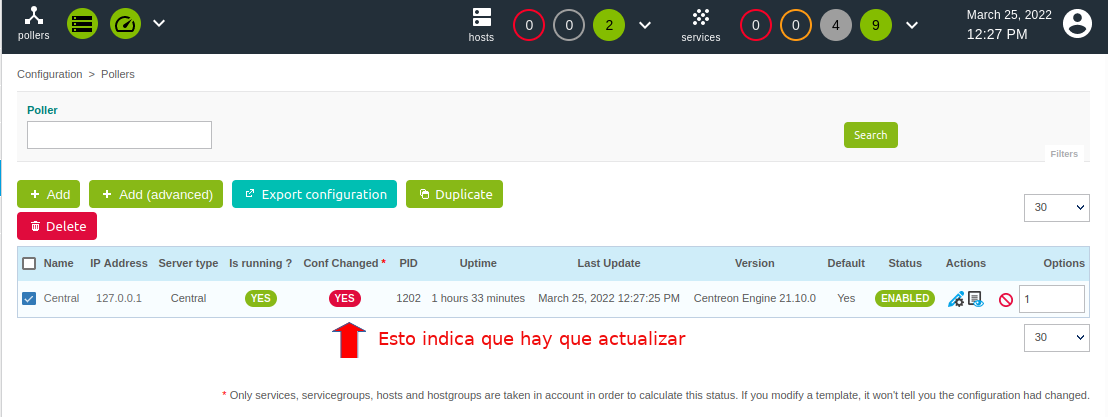 pollers
hosts
0
0
2
services
0
0
4
9
March 25, 2022
12:27 PM
Configuration > Pollers
Poller
Search
Filters
+ Add
+ Add (advanced)
Export configuration
Duplicate
30
Delete
Name IP Address Server type Is running ? Conf Changed * PID Uptime Last Update Version Default Status Actions Options
Central 127.0.0.1 Central YES YES 1202 1 hours 33 minutes March 25, 2022 12:27:25 PM Centreon Engine 21.10.0 Yes ENABLED 1
Esto indica que hay que actualizar
30
* Only services, servicegroups, hosts and hostgroups are taken in account in order to calculate this status. If you modify a template, it won't tell you the configuration had changed.